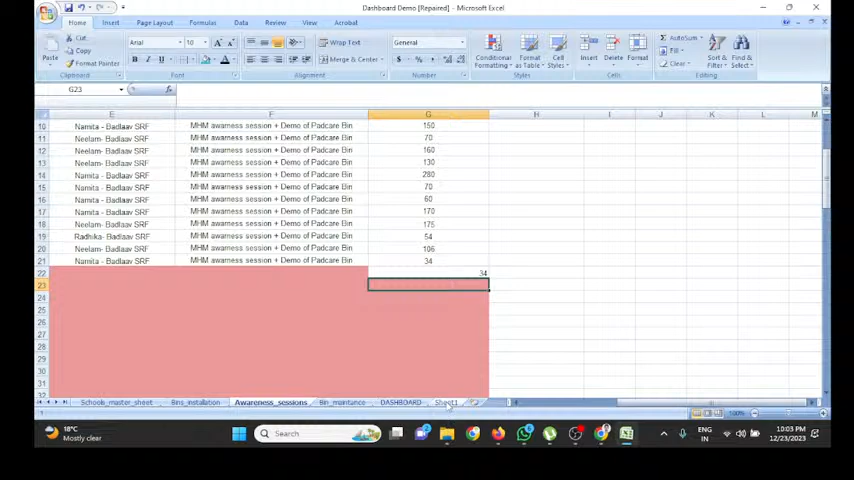 Dashboard Demo [Repaired] - Microsoft Excel
Home Insert Page Layout Formulas Data Review View Acrobat
Cut
Copy
Format Painter
Paste
Clipboard
Arial 10
Font
Wrap Text
Merge & Center
Alignment
General
Number
Conditional Formatting
Format as Table
Cell Styles
Styles
Insert Delete Format
Cells
AutoSum
Fill
Clear
Sort & Filter
Find & Select
Editing
G23
E F G H I J K L M
10 Namita - Badlaav SRF MHM awarness session + Demo of Padcare Bin 150
11 Neelam- Badlaav SRF MHM awarness session + Demo of Padcare Bin 70
12 Neelam- Badlaav SRF MHM awarness session + Demo of Padcare Bin 160
13 Neelam- Badlaav SRF MHM awarness session + Demo of Padcare Bin 130
14 Namita - Badlaav SRF MHM awarness session + Demo of Padcare Bin 280
15 Namita - Badlaav SRF MHM awarness session + Demo of Padcare Bin 70
16 Namita - Badlaav SRF MHM awarness session + Demo of Padcare Bin 60
17 Namita - Badlaav SRF MHM awarness session + Demo of Padcare Bin 170
18 Neelam- Badlaav SRF MHM awarness session + Demo of Padcare Bin 175
19 Radhika- Badlaav SRF MHM awarness session + Demo of Padcare Bin 54
20 Neelam- Badlaav SRF MHM awarness session + Demo of Padcare Bin 106
21 Namita - Badlaav SRF MHM awarness session + Demo of Padcare Bin 34
22 34
23
24
25
26
27
28
29
30
31
32
Schools_master_sheet Bins_installation Awareness_sessions Bin_maintance DASHBOARD Sheet1
100%
18°C
Mostly clear
Search
ENG
IN
10:03 PM
12/23/2023